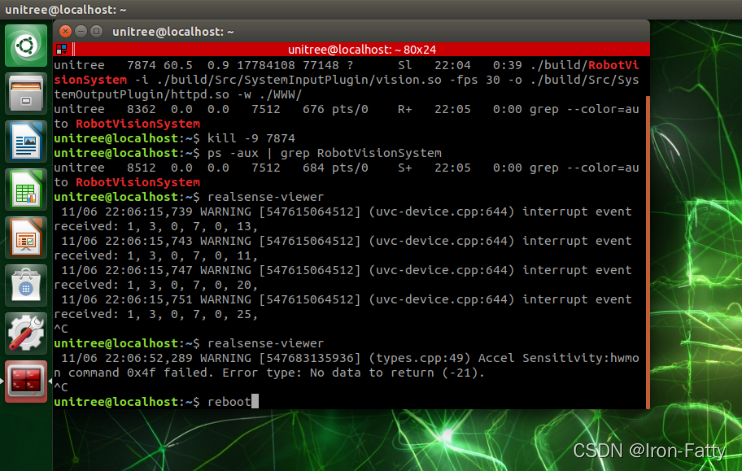 unitree@localhost: ~
unitree@localhost: ~
unitree@localhost: ~ 80x24
unitree   7874 60.5  0.9 17784108 77148 ?      Sl   22:04   0:39 ./build/RobotVi
sionSystem -i ./build/Src/SystemInputPlugin/vision.so -fps 30 -o ./build/Src/Sys
temOutputPlugin/httpd.so -w ./WWW/
unitree   8362  0.0  0.0   7512   676 pts/0    R+   22:05   0:00 grep --color=au
to RobotVisionSystem
unitree@localhost:~$ kill -9 7874
unitree@localhost:~$ ps -aux | grep RobotVisionSystem
unitree   8512  0.0  0.0   7512   684 pts/0    S+   22:05   0:00 grep --color=au
to RobotVisionSystem
unitree@localhost:~$ realsense-viewer
 11/06 22:06:15,739 WARNING [547615064512] (uvc-device.cpp:644) interrupt event
received: 1, 3, 0, 7, 0, 13,
 11/06 22:06:15,743 WARNING [547615064512] (uvc-device.cpp:644) interrupt event
received: 1, 3, 0, 7, 0, 11,
 11/06 22:06:15,747 WARNING [547615064512] (uvc-device.cpp:644) interrupt event
received: 1, 3, 0, 7, 0, 20,
 11/06 22:06:15,751 WARNING [547615064512] (uvc-device.cpp:644) interrupt event
received: 1, 3, 0, 7, 0, 25,
^C
unitree@localhost:~$ realsense-viewer
 11/06 22:06:52,289 WARNING [547683135936] (types.cpp:49) Accel Sensitivity:hwmo
n command 0x4f failed. Error type: No data to return (-21).
^C
unitree@localhost:~$ reboot
CSDN @Iron-Fatty